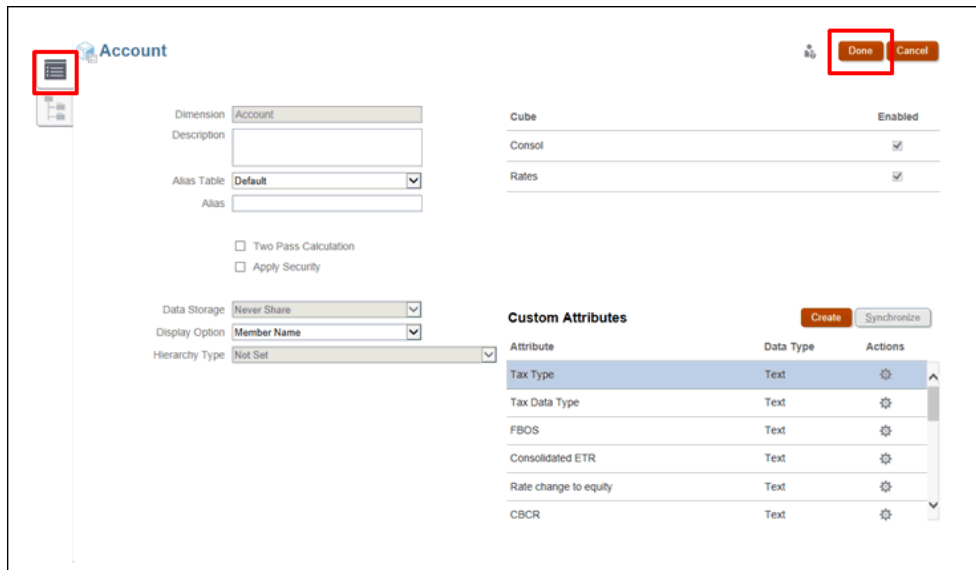 Account
Done
Cancel
Dimension Account
Description
Alias Table Default
Alias
Two Pass Calculation
Apply Security
Data Storage Never Share
Display Option Member Name
Hierarchy Type Not Set
Cube Enabled
Consol
Rates
Custom Attributes Create Synchronize
Attribute Data Type Actions
Tax Type Text
Tax Data Type Text
FBOS Text
Consolidated ETR Text
Rate change to equity Text
CBCR Text